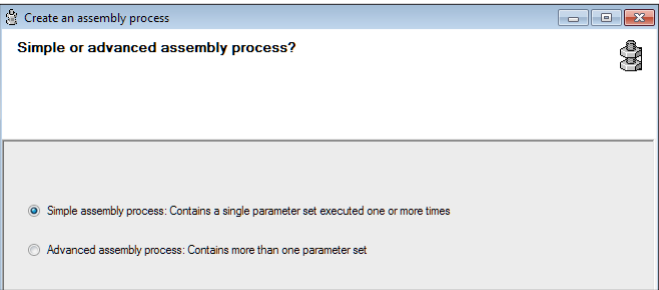 Create an assembly process
Simple or advanced assembly process?
Simple assembly process: Contains a single parameter set executed one or more times
Advanced assembly process: Contains more than one parameter set